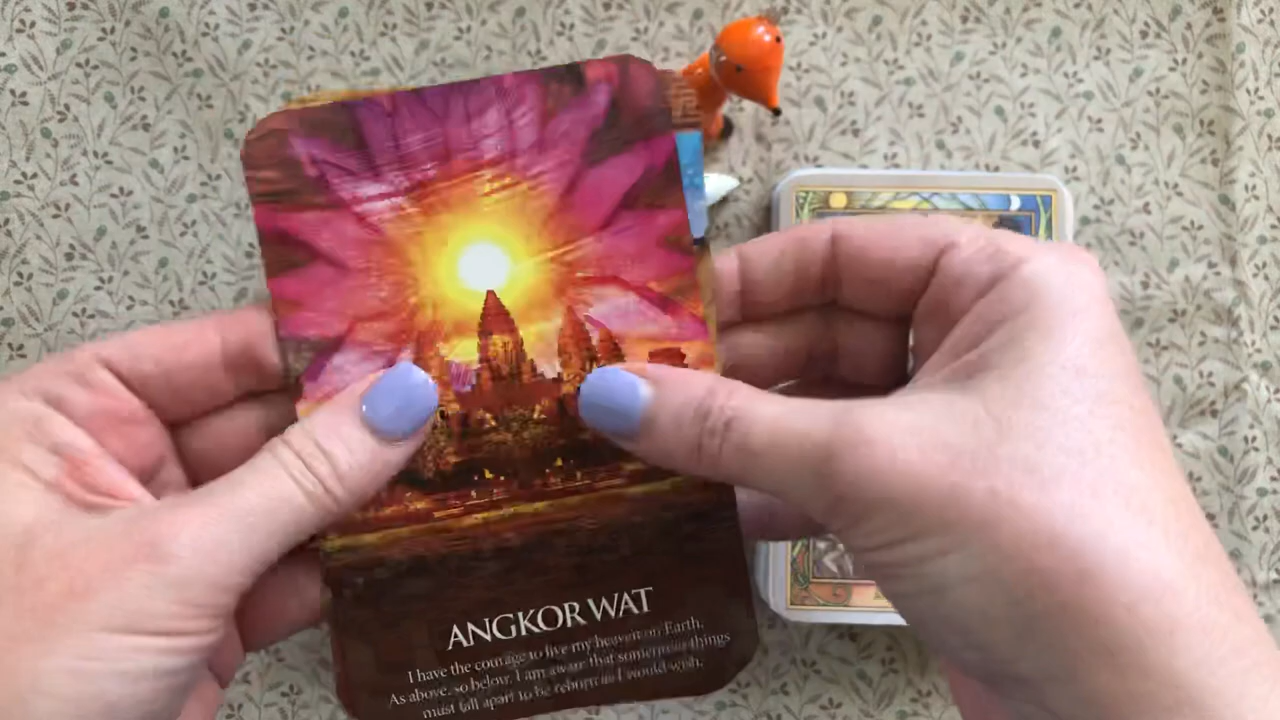 ANGKOR WAT
I have the courage to live my heaven on Earth.
As above, so below. I am aware that sometimes things
must fall apart to be reborn as I would wish.